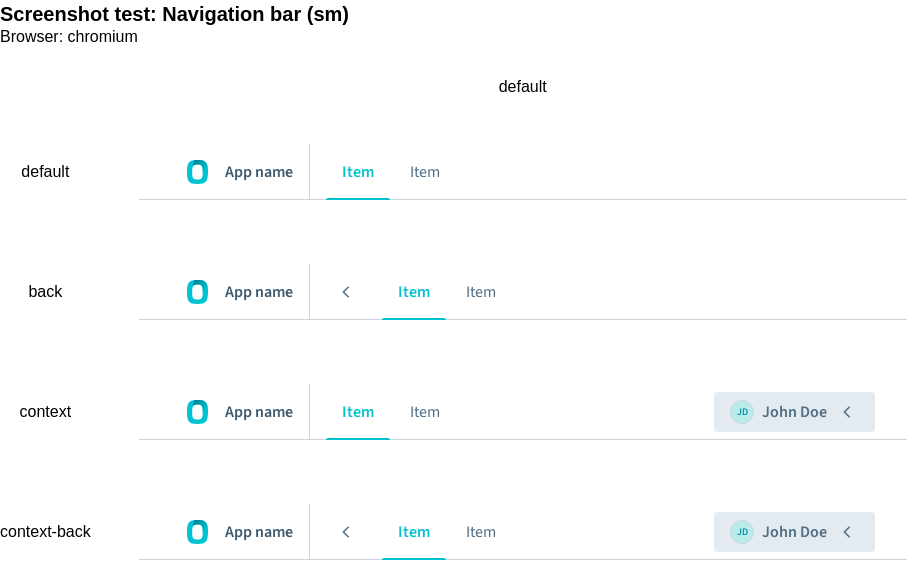 Screenshot test: Navigation bar (sm)
Browser: chromium
default
default App name Item Item
back App name Item Item
context App name Item Item JD John Doe
context-back App name Item Item JD John Doe